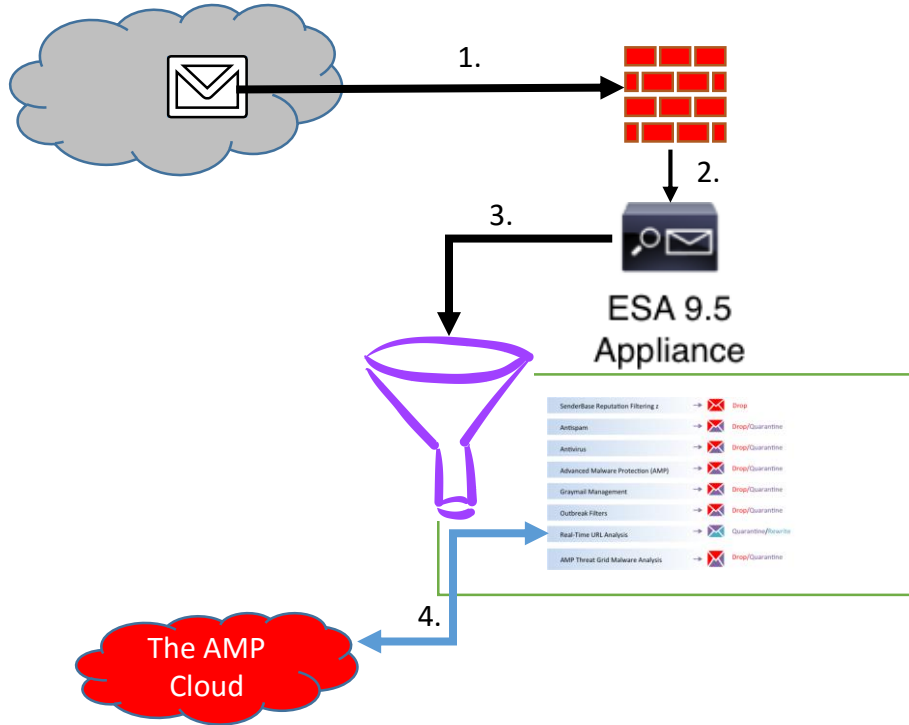 1.
2.
3.
ESA 9.5
Appliance
SenderBase Reputation Filtering z → Drop
Antispam → Drop/Quarantine
Antivirus → Drop/Quarantine
Advanced Malware Protection (AMP) → Drop/Quarantine
Graymail Management → Drop/Quarantine
Outbreak Filters → Drop/Quarantine
Real-Time URL Analysis → Quarantine/Rewrite
AMP Threat Grid Malware Analysis → Drop/Quarantine
4.
The AMP
Cloud